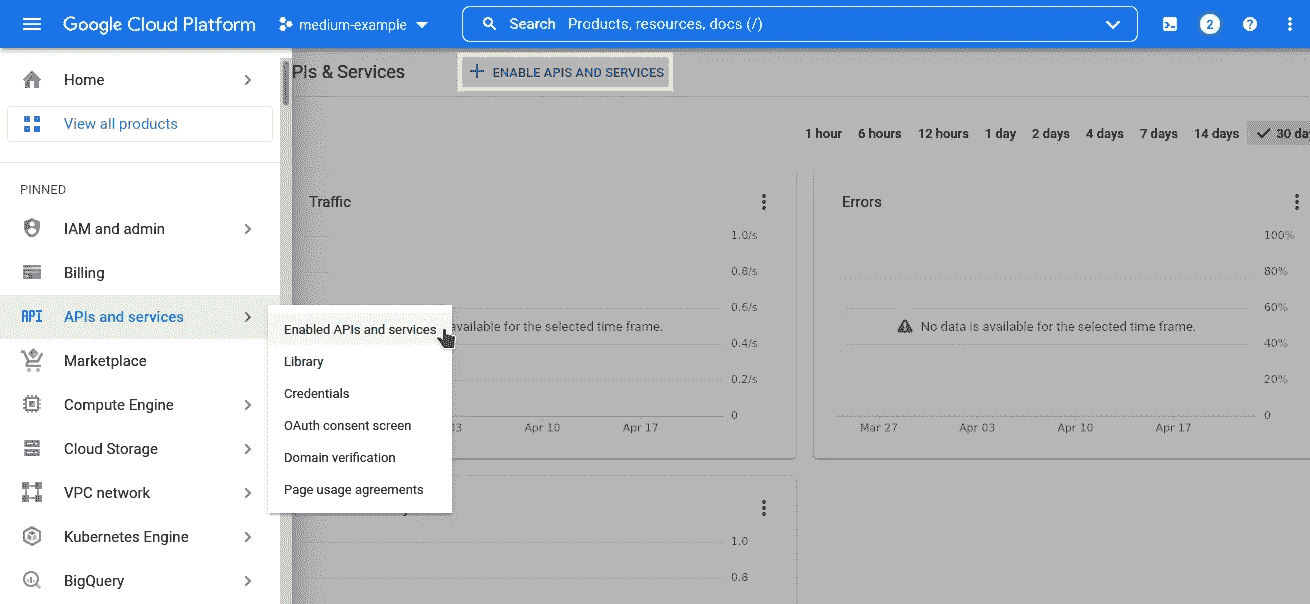 Google Cloud Platform
medium-example
Search Products, resources, docs (/)
2
?
Home
View all products
PINNED
IAM and admin
Billing
API APIs and services
Marketplace
Compute Engine
Cloud Storage
VPC network
Kubernetes Engine
BigQuery
Enabled APIs and services
Library
Credentials
OAuth consent screen
Domain verification
Page usage agreements
PIs & Services
+ ENABLE APIS AND SERVICES
1 hour 6 hours 12 hours 1 day 2 days 4 days 7 days 14 days 30 day
Traffic
1.0/s
0.8/s
0.6/s
available for the selected time frame.
0.4/s
0.2/s
0
03 Apr 10 Apr 17
Errors
100%
80%
60%
No data is available for the selected time frame.
40%
20%
0
Mar 27 Apr 03 Apr 10 Apr 17
1.0
0.8